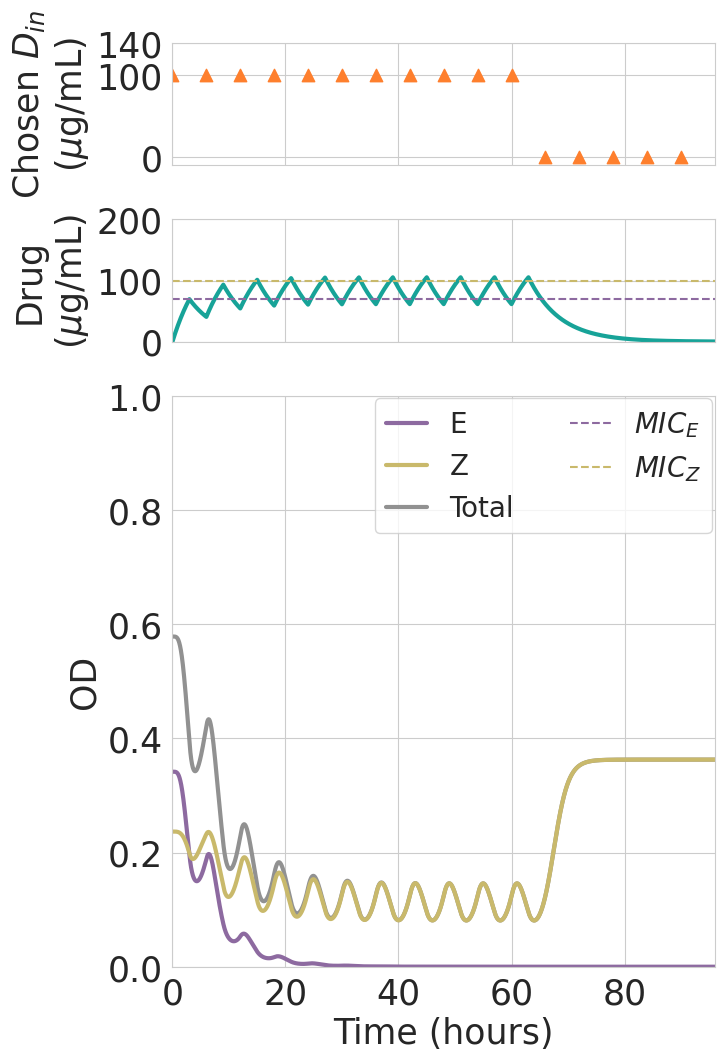 Chosen D_in
(μg/mL)
140
100
0
Drug
(μg/mL)
200
100
0
OD
1.0
0.8
0.6
0.4
0.2
0.0
E
Z
Total
MIC_E
MIC_Z
0 20 40 60 80
Time (hours)